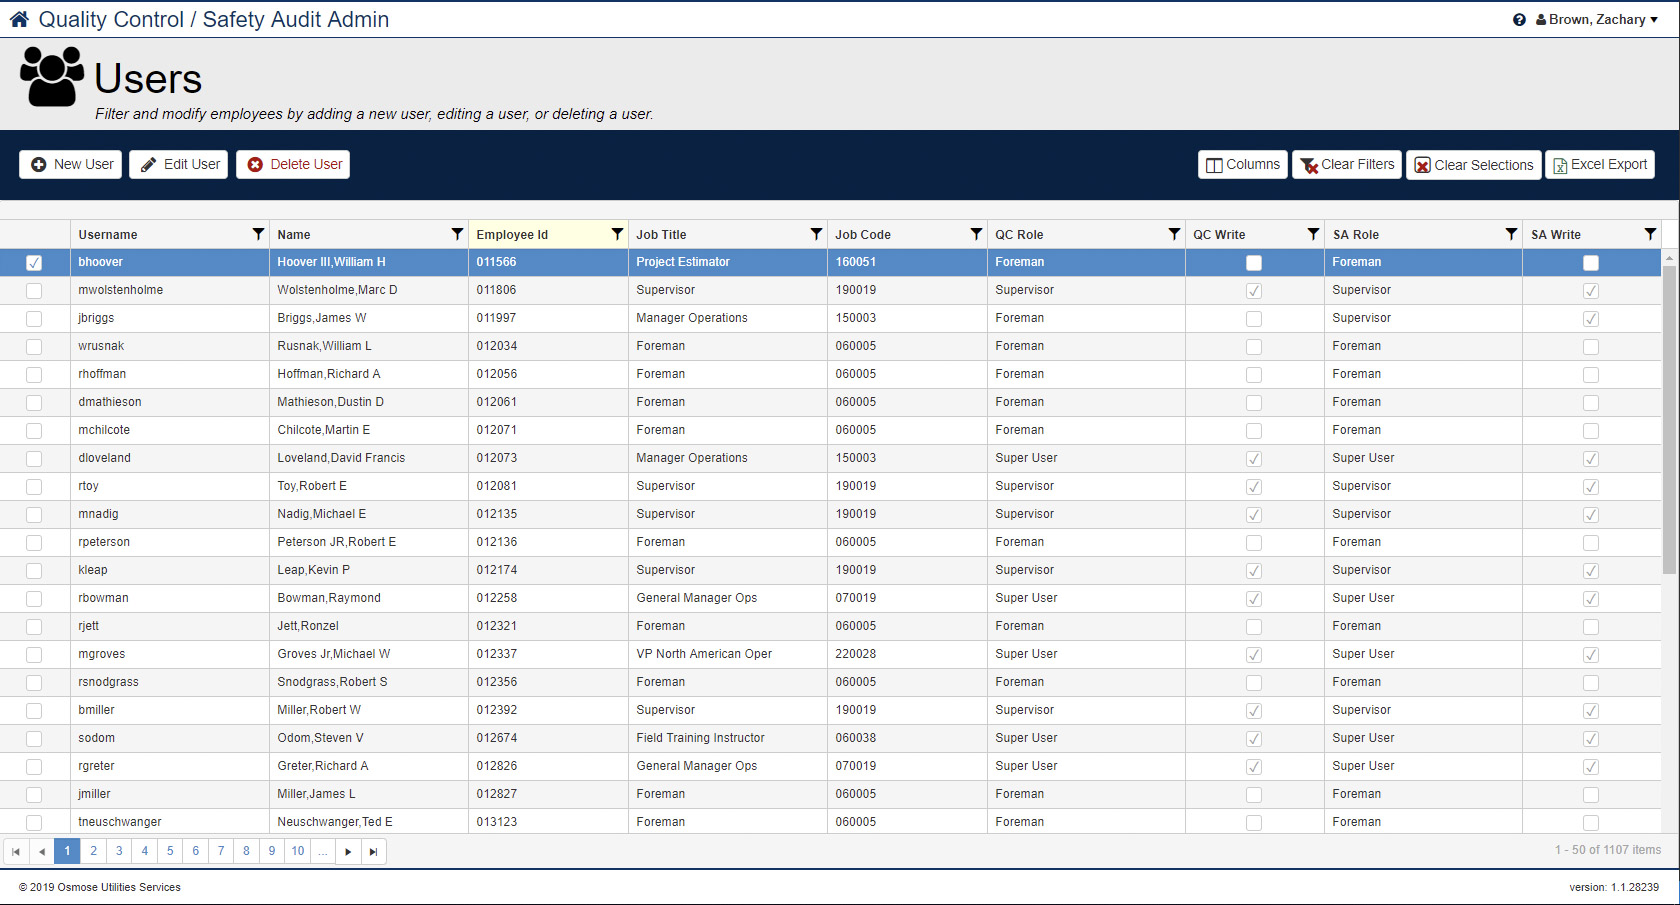 Quality Control / Safety Audit Admin
Brown, Zachary
Users
Filter and modify employees by adding a new user, editing a user, or deleting a user.
New User Edit User Delete User Columns Clear Filters Clear Selections Excel Export
Username Name Employee Id Job Title Job Code QC Role QC Write SA Role SA Write
bhoover Hoover III,William H 011566 Project Estimator 160051 Foreman Foreman
mwolstenholme Wolstenholme,Marc D 011806 Supervisor 190019 Supervisor Supervisor
jbriggs Briggs,James W 011997 Manager Operations 150003 Foreman Supervisor
wrusnak Rusnak,William L 012034 Foreman 060005 Foreman Foreman
rhoffman Hoffman,Richard A 012056 Foreman 060005 Foreman Foreman
dmathieson Mathieson,Dustin D 012061 Foreman 060005 Foreman Foreman
mchilcote Chilcote,Martin E 012071 Foreman 060005 Foreman Foreman
dloveland Loveland,David Francis 012073 Manager Operations 150003 Super User Super User
rtoy Toy,Robert E 012081 Supervisor 190019 Supervisor Supervisor
mnadig Nadig,Michael E 012135 Supervisor 190019 Supervisor Supervisor
rpeterson Peterson JR,Robert E 012136 Foreman 060005 Foreman Foreman
kleap Leap,Kevin P 012174 Supervisor 190019 Supervisor Supervisor
rbowman Bowman,Raymond 012258 General Manager Ops 070019 Super User Super User
rjett Jett,Ronzel 012321 Foreman 060005 Foreman Foreman
mgroves Groves Jr,Michael W 012337 VP North American Oper 220028 Super User Super User
rsnodgrass Snodgrass,Robert S 012356 Foreman 060005 Foreman Foreman
bmiller Miller,Robert W 012392 Supervisor 190019 Supervisor Supervisor
sodom Odom,Steven V 012674 Field Training Instructor 060038 Super User Super User
rgreter Greter,Richard A 012826 General Manager Ops 070019 Super User Super User
jmiller Miller,James L 012827 Foreman 060005 Foreman Foreman
tneuschwanger Neuschwanger,Ted E 013123 Foreman 060005 Foreman Foreman
1 2 3 4 5 6 7 8 9 10 ... 1 - 50 of 1107 items
© 2019 Osmose Utilities Services version: 1.1.28239